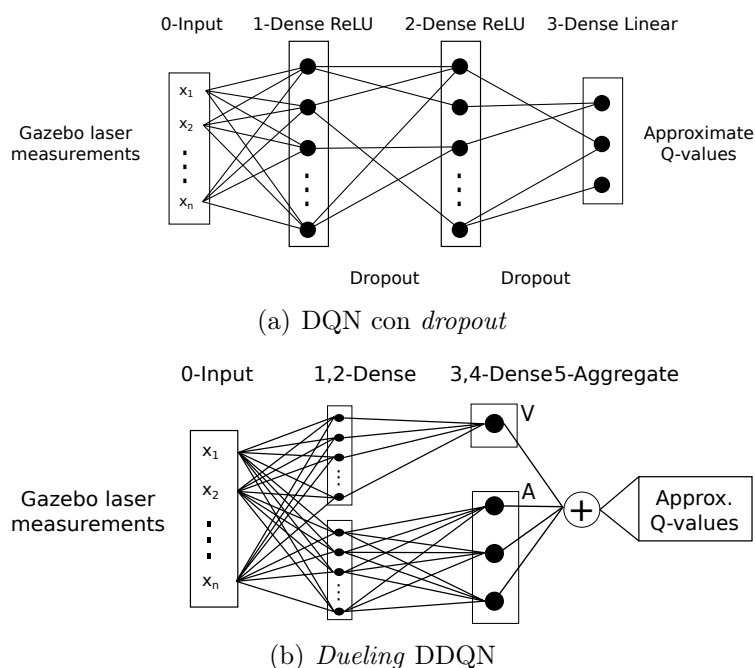 0-Input 1-Dense ReLU 2-Dense ReLU 3-Dense Linear
Gazebo laser
measurements
x1
x2
xn
Approximate
Q-values
Dropout Dropout
(a) DQN con dropout
0-Input 1,2-Dense 3,4-Dense 5-Aggregate
Gazebo laser
measurements
x1
x2
xn
V
A
+
Approx.
Q-values
(b) Dueling DDQN